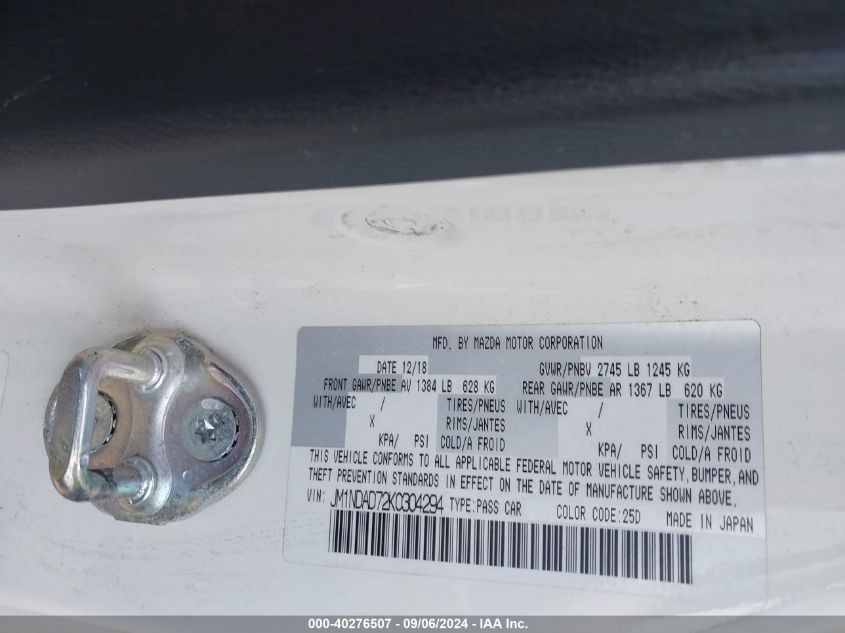 MFD. BY MAZDA MOTOR CORPORATION
DATE 12/18 GVWR/PNBV 2745 LB 1245 KG
FRONT GAWR/PNBE AV 1384 LB 628 KG REAR GAWR/PNBE AR 1367 LB 620 KG
WITH/AVEC / TIRES/PNEUS WITH/AVEC / TIRES/PNEUS
X RIMS/JANTES X RIMS/JANTES
KPA/ PSI COLD/A FROID KPA/ PSI COLD/A FROID
THIS VEHICLE CONFORMS TO ALL APPLICABLE FEDERAL MOTOR VEHICLE SAFETY, BUMPER, AND
THEFT PREVENTION STANDARDS IN EFFECT ON THE DATE OF MANUFACTURE SHOWN ABOVE.
VIN: JM1NDAD72K0304294 TYPE:PASS CAR COLOR CODE:25D MADE IN JAPAN
000-40276507 - 09/06/2024 - IAA Inc.